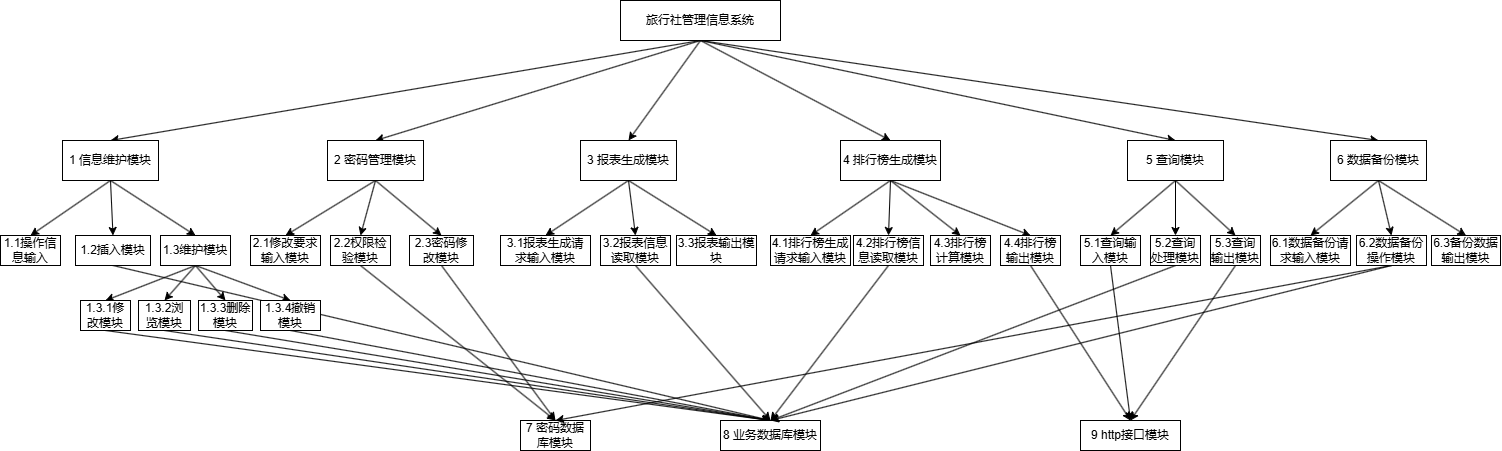 旅行社管理信息系统
1 信息维护模块
2 密码管理模块
3 报表生成模块
4 排行榜生成模块
5 查询模块
6 数据备份模块
1.1操作信
息输入
1.2插入模块
1.3维护模块
2.1修改要求
输入模块
2.2权限检
验模块
2.3密码修
改模块
3.1报表生成请
求输入模块
3.2报表信息
读取模块
3.3报表输出模
块
4.1排行榜生成
请求输入模块
4.2排行榜信
息读取模块
4.3排行榜
计算模块
4.4排行榜
输出模块
5.1查询输
入模块
5.2查询
处理模块
5.3查询
输出模块
6.1数据备份请
求输入模块
6.2数据备份
操作模块
6.3备份数据
输出模块
1.3.1修
改模块
1.3.2浏
览模块
1.3.3删除
模块
1.3.4撤销
模块
7 密码数据
库模块
8 业务数据库模块
9 http接口模块